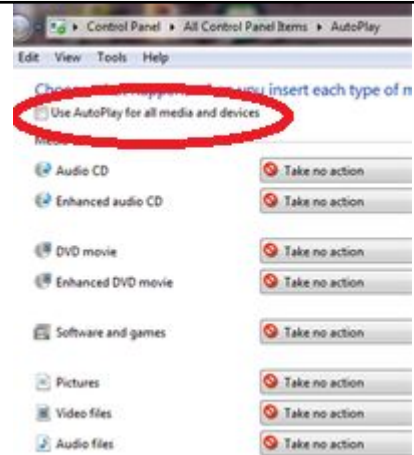 Control Panel ▸ All Control Panel Items ▸ AutoPlay
Edit View Tools Help
you insert each type of m
Use AutoPlay for all media and devices
Audio CD Take no action
Enhanced audio CD Take no action
DVD movie Take no action
Enhanced DVD movie Take no action
Software and games Take no action
Pictures Take no action
Video files Take no action
Audio files Take no action